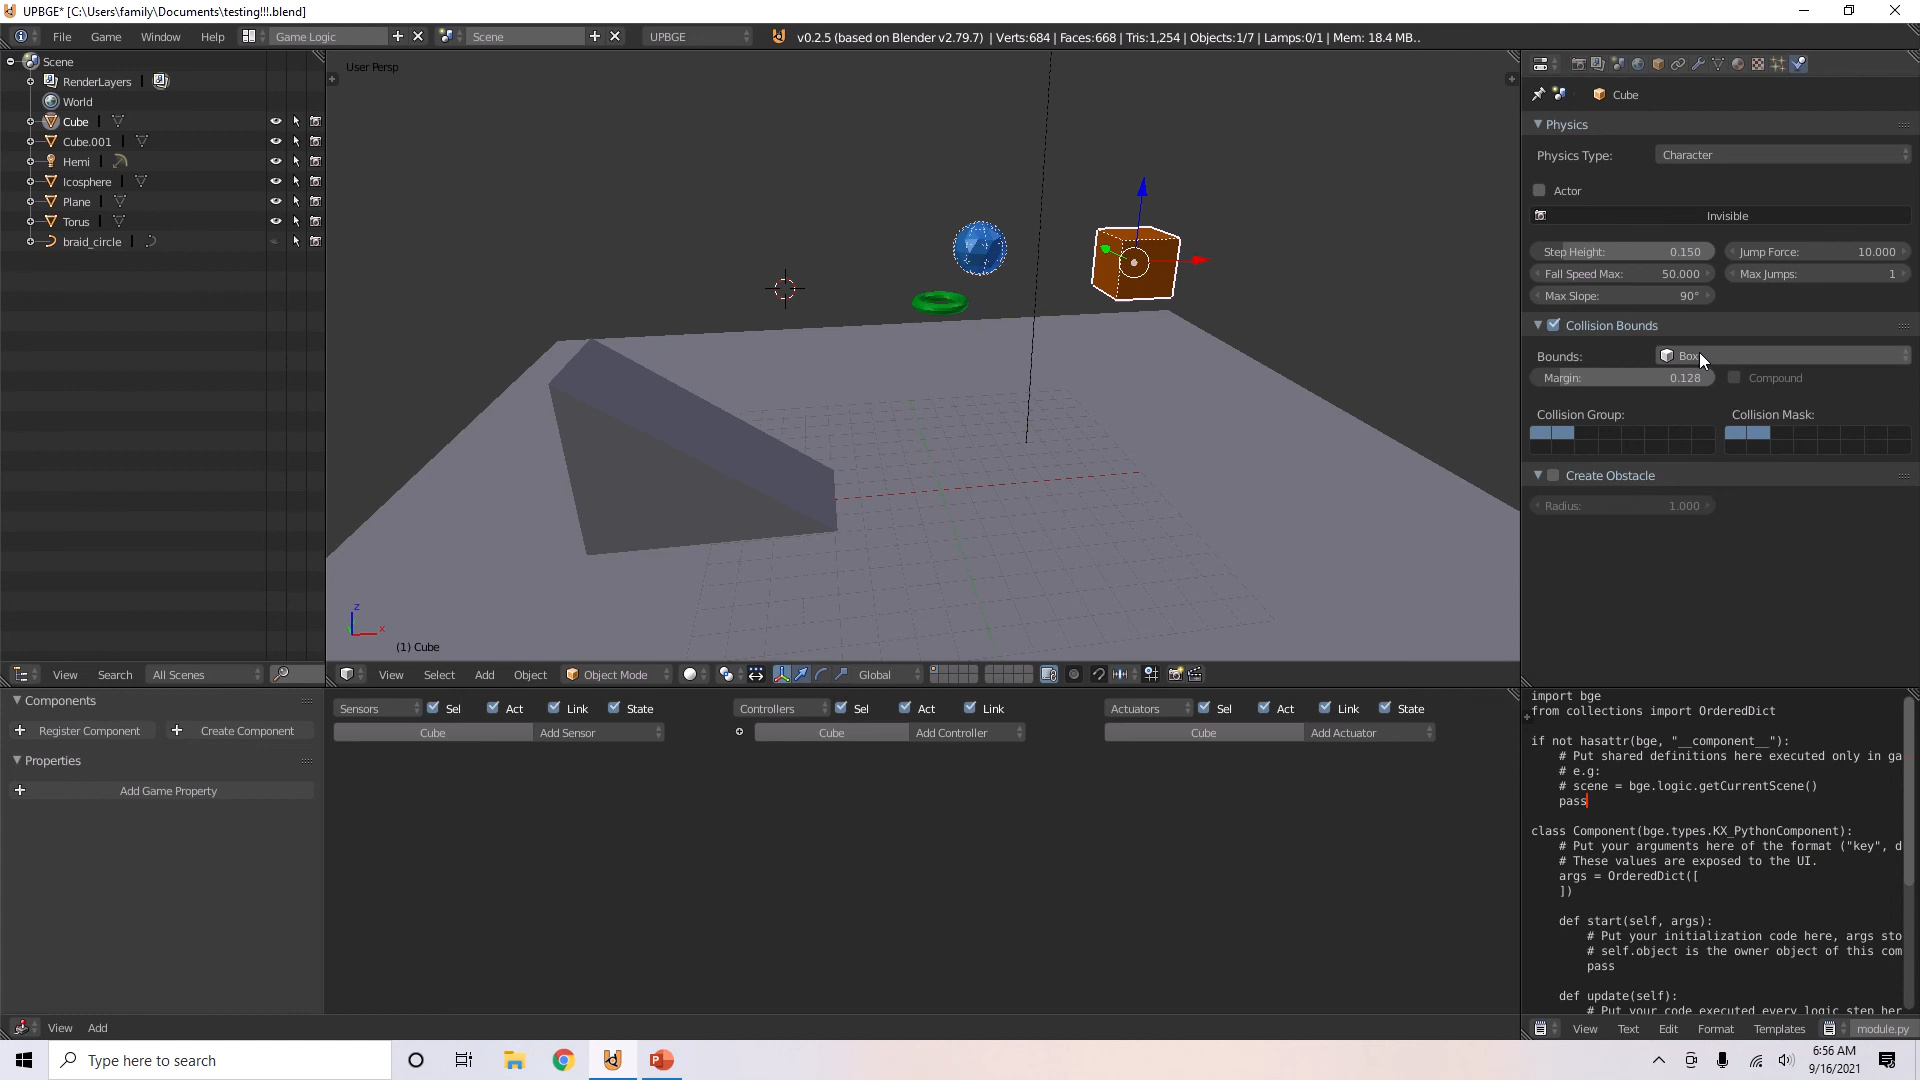 UPBGE* [C:\Users\family\Documents\testing!!!.blend]
File Game Window Help Game Logic Scene UPBGE v0.2.5 (based on Blender v2.79.7) | Verts:684 | Faces:668 | Tris:1,254 | Objects:1/7 | Lamps:0/1 | Mem: 18.4 MB..
Scene
RenderLayers
World
Cube
Cube.001
Hemi
Icosphere
Plane
Torus
braid_circle
View Search All Scenes
User Persp
z
x
(1) Cube
View Select Add Object Object Mode Global
Cube
Physics
Physics Type: Character
Actor
Invisible
Step Height: 0.150 Jump Force: 10.000
Fall Speed Max: 50.000 Max Jumps: 1
Max Slope: 90°
Collision Bounds
Bounds: Box
Margin: 0.128 Compound
Collision Group: Collision Mask:
Create Obstacle
Radius: 1.000
Components
Register Component Create Component
Properties
Add Game Property
View Add
Sensors Sel Act Link State Controllers Sel Act Link Actuators Sel Act Link State
Cube Add Sensor Cube Add Controller Cube Add Actuator
import bge
from collections import OrderedDict
if not hasattr(bge, "__component__"):
# Put shared definitions here executed only in ga
# e.g:
# scene = bge.logic.getCurrentScene()
pass
class Component(bge.types.KX_PythonComponent):
# Put your arguments here of the format ("key", d
# These values are exposed to the UI.
args = OrderedDict([
])
def start(self, args):
# Put your initialization code here, args sto
# self.object is the owner object of this com
pass
def update(self):
# Put your code executed every logic step her
View Text Edit Format Templates module.py
Type here to search
6:56 AM
9/16/2021